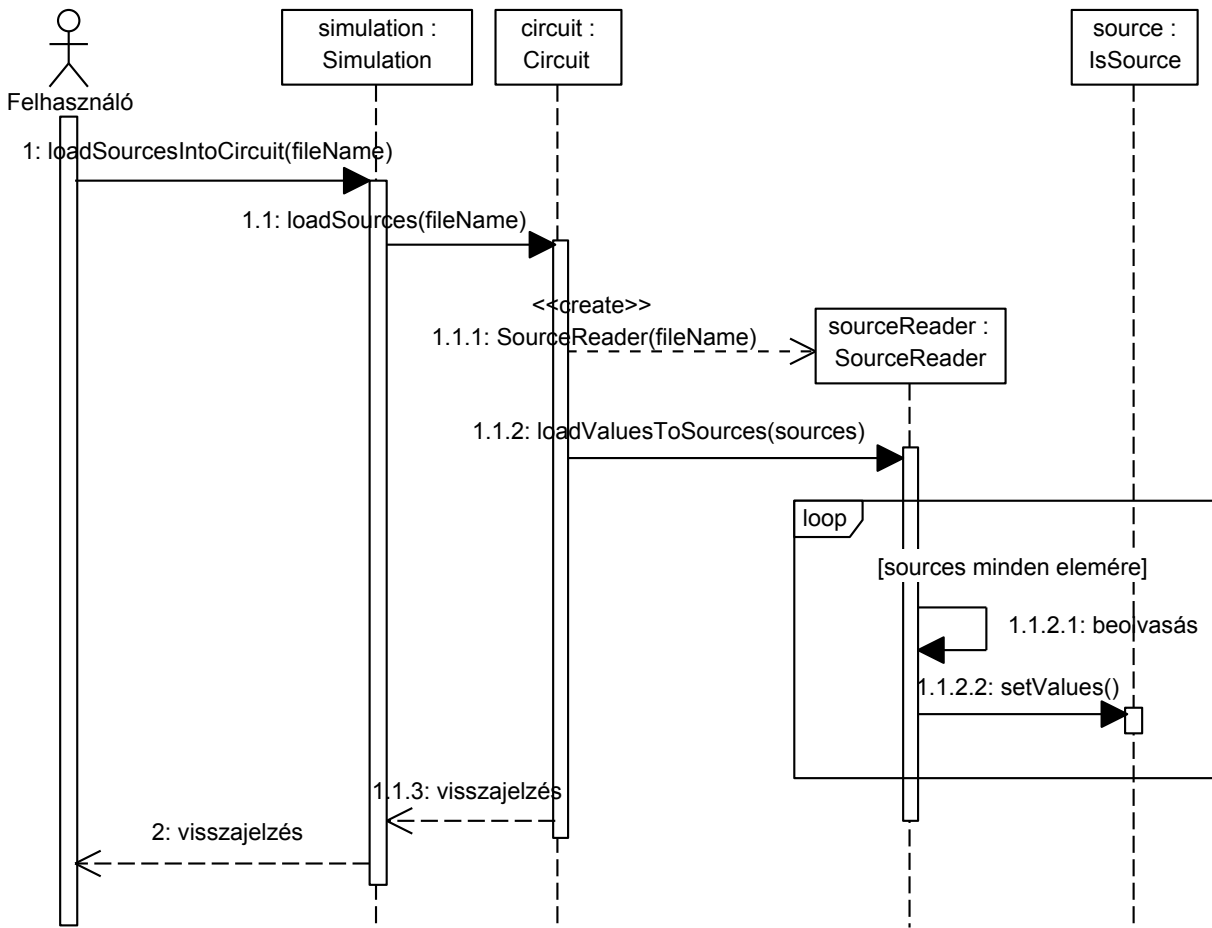 simulation :
Simulation
circuit :
Circuit
source :
IsSource
Felhasználó
1: loadSourcesIntoCircuit(fileName)
1.1: loadSources(fileName)
<<create>>
1.1.1: SourceReader(fileName)
sourceReader :
SourceReader
1.1.2: loadValuesToSources(sources)
loop
[sources minden elemére]
1.1.2.1: beolvasás
1.1.2.2: setValues()
1.1.3: visszajelzés
2: visszajelzés